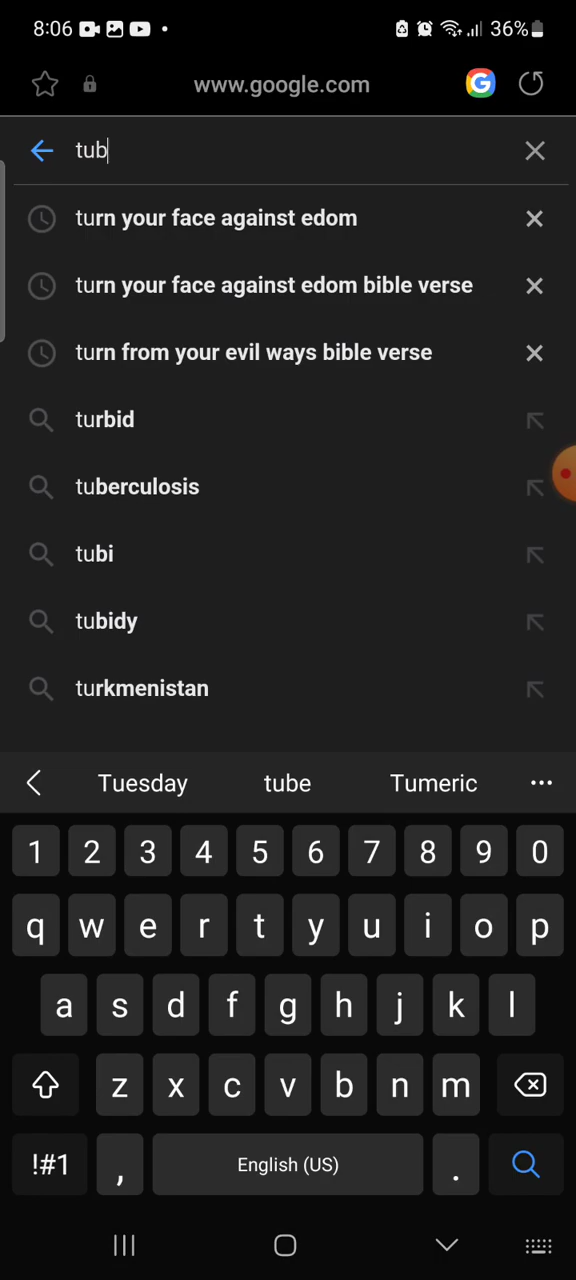 8:06 36%
www.google.com
tub
turn your face against edom
turn your face against edom bible verse
turn from your evil ways bible verse
turbid
tuberculosis
tubi
tubidy
turkmenistan
Tuesday tube Tumeric
1 2 3 4 5 6 7 8 9 0
q w e r t y u i o p
a s d f g h j k l
z x c v b n m
!#1 , English (US) .